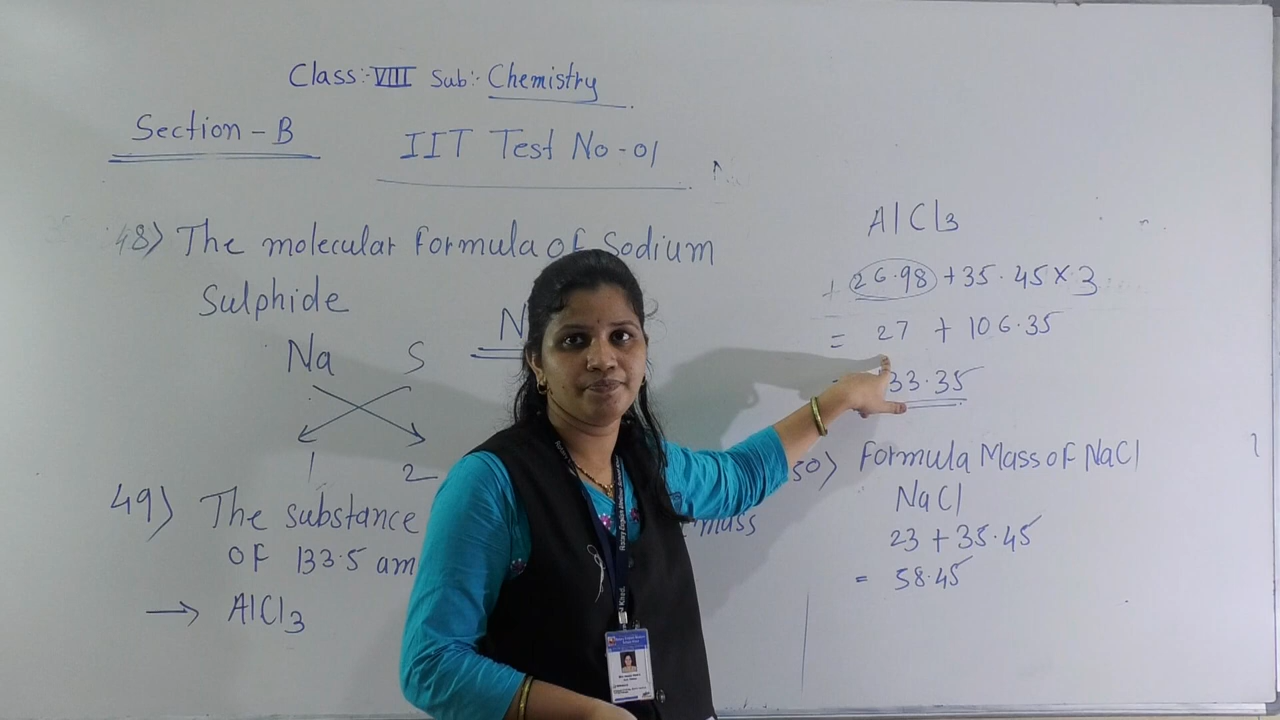 Class:- VIII Sub:- Chemistry
Section - B
IIT Test No-01
48) The molecular Formula of Sodium
Sulphide
Na S
N
1 2
49) The substance
mass
OF 133.5 am
→ AlCl3
AlCl3
26.98 + 35.45 × 3
= 27 + 106.35
33.35
50) Formula Mass of NaCl
NaCl
23 + 35.45
= 58.45